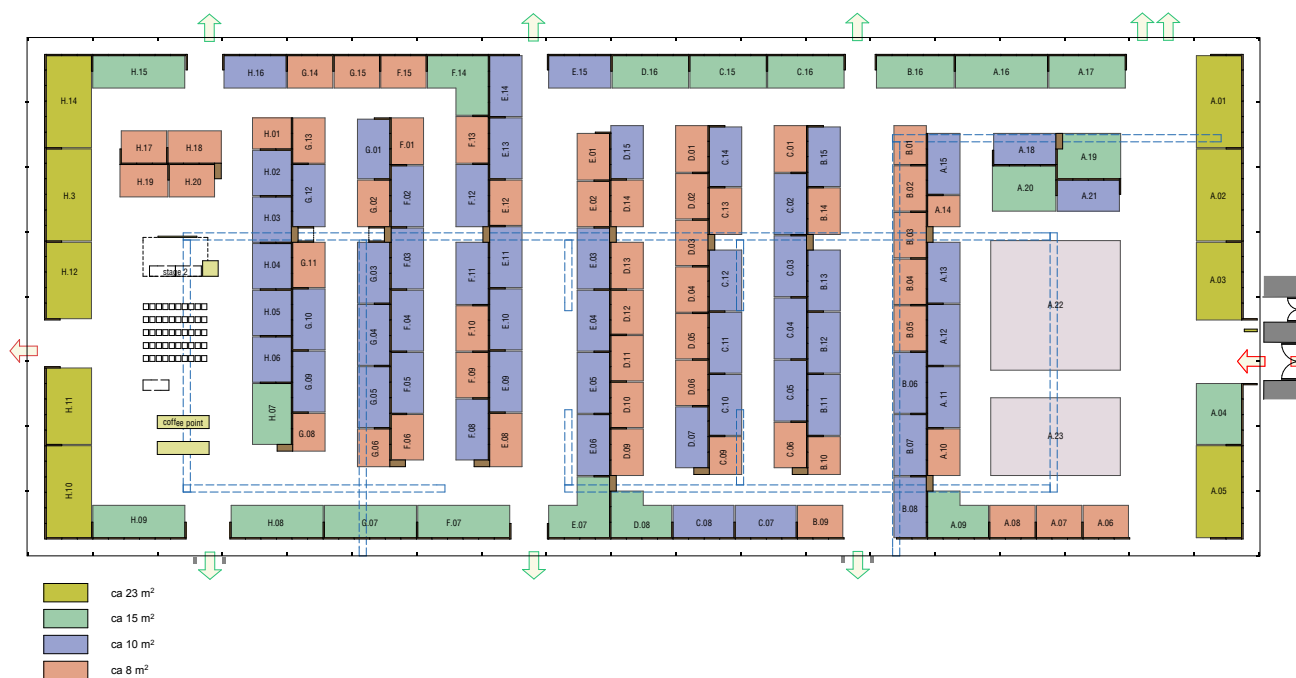 H.14
H.15
H.16
G.14
G.15
F.15
F.14
E.14
E.15
D.16
C.15
C.16
B.16
A.16
A.17
A.01
H.17
H.18
H.19
H.20
H.01
G.13
G.01
F.01
F.13
E.13
E.01
D.15
D.01
C.14
C.01
B.15
B.01
A.15
A.18
A.19
H.3
H.02
G.12
G.02
F.02
F.12
E.12
E.02
D.14
D.02
C.13
C.02
B.14
B.02
A.14
A.20
A.21
A.02
H.03
D.03
B.03
H.12
stage 2
H.04
G.11
G.03
F.03
F.11
E.11
E.03
D.13
D.04
C.12
C.03
B.13
B.04
A.13
A.22
A.03
H.05
G.10
G.04
F.04
F.10
E.10
E.04
D.12
D.05
C.11
C.04
B.12
B.05
A.12
H.06
G.09
G.05
F.05
F.09
E.09
E.05
D.11
D.06
C.10
C.05
B.11
B.06
A.11
H.11
coffee point
H.07
G.08
G.06
F.06
F.08
E.08
E.06
D.10
D.09
D.07
C.09
C.06
B.10
B.07
A.10
A.23
A.04
H.10
H.09
H.08
G.07
F.07
E.07
D.08
C.08
C.07
B.09
B.08
A.09
A.08
A.07
A.06
A.05
ca 23 m²
ca 15 m²
ca 10 m²
ca 8 m²